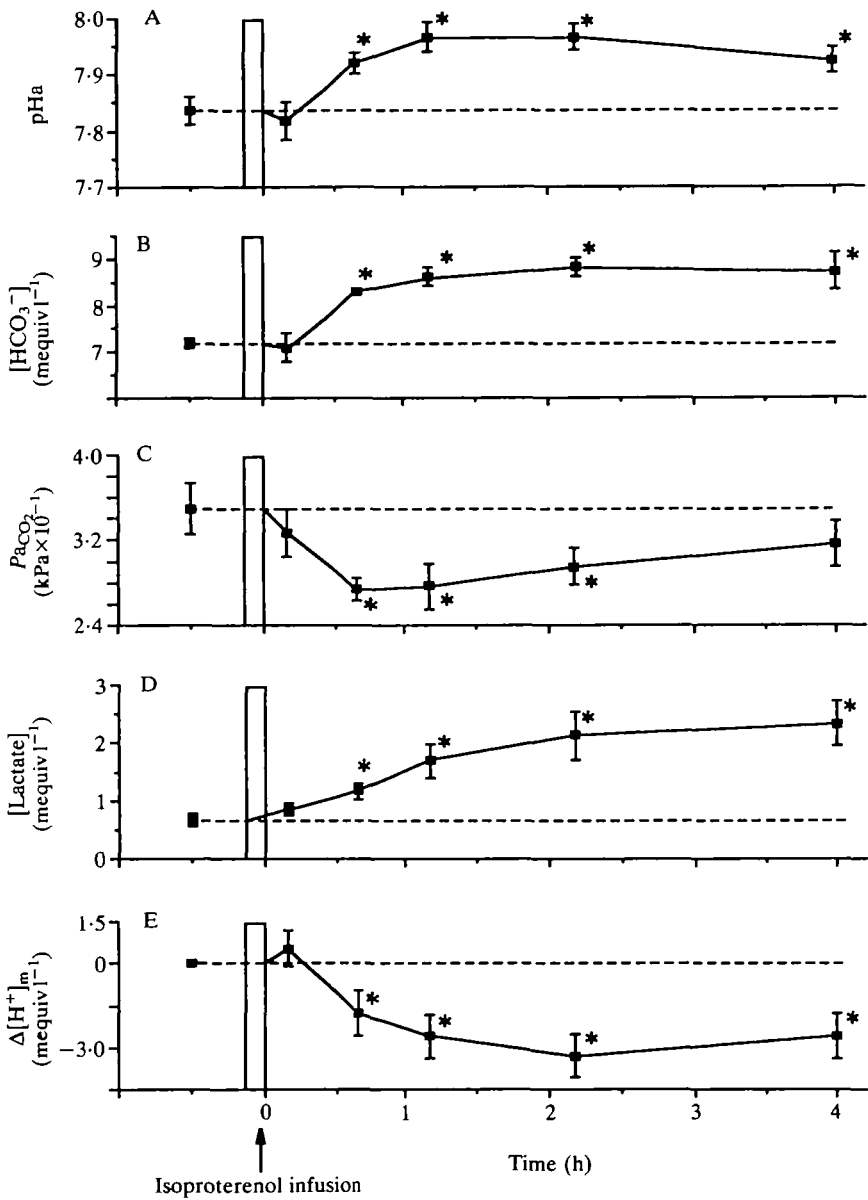 A
8·0
7·9
7·8
7·7
pHa
* * * *
B
9
8
7
[HCO₃⁻]
(mequiv l⁻¹)
* * * *
C
4·0
3·2
2·4
Pa_CO₂
(kPa×10⁻¹)
* * *
D
3
2
1
0
[Lactate]
(mequiv l⁻¹)
* * * *
E
1·5
0
−3·0
Δ[H⁺]ₘ
(mequiv l⁻¹)
* * * *
0 1 2 3 4
Time (h)
Isoproterenol infusion